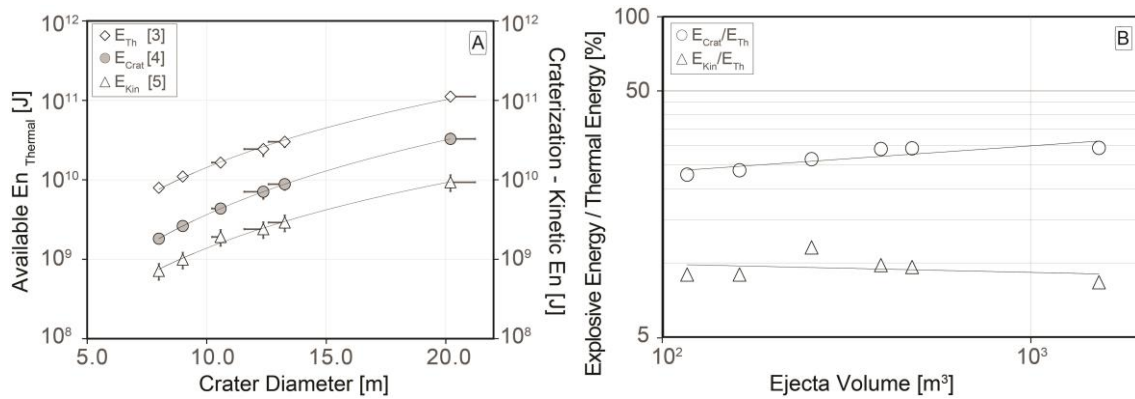 A
E_Th [3]
E_Crat [4]
E_Kin [5]
10¹²
10¹¹
10¹⁰
10⁹
10⁸
Available En Thermal [J]
5.0
10.0
15.0
20.0
Crater Diameter [m]
10¹²
10¹¹
10¹⁰
10⁹
10⁸
Craterization - Kinetic En [J]
B
E_Crat/E_Th
E_Kin/E_Th
100
50
5
Explosive Energy / Thermal Energy [%]
10²
10³
Ejecta Volume [m³]